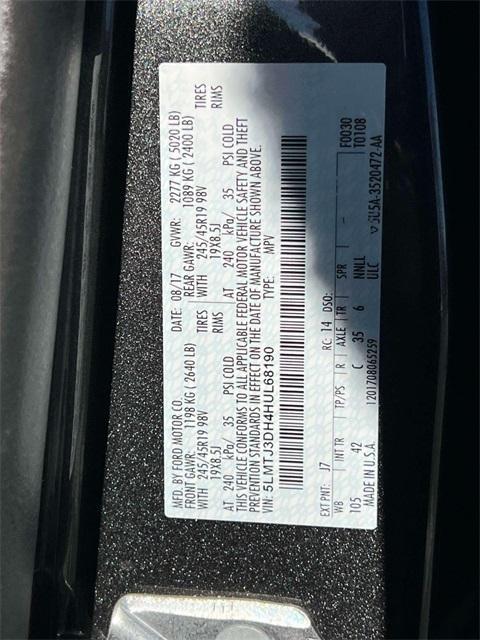 MFD. BY FORD MOTOR CO. DATE: 08/17 GVWR: 2277 KG ( 5020 LB)
FRONT GAWR: 1198 KG ( 2640 LB) REAR GAWR: 1089 KG ( 2400 LB)
WITH 245/45R19 98V TIRES WITH 245/45R19 98V TIRES
19X8.5J RIMS 19X8.5J RIMS
AT 240 kPa/ 35 PSI COLD AT 240 kPa/ 35 PSI COLD
THIS VEHICLE CONFORMS TO ALL APPLICABLE FEDERAL MOTOR VEHICLE SAFETY AND THEFT
PREVENTION STANDARDS IN EFFECT ON THE DATE OF MANUFACTURE SHOWN ABOVE.
VIN: 5LMTJ3DH4HUL68190 TYPE: MPV
F0030
T0108
EXT PNT: J7 RC: 14 DSO:
WB INT TR TP/PS R AXLE TR SPR
105 42 C 35 6 NNLL
MADE IN U.S.A. 1201708065259 ULC
5U5A-3520472-AA